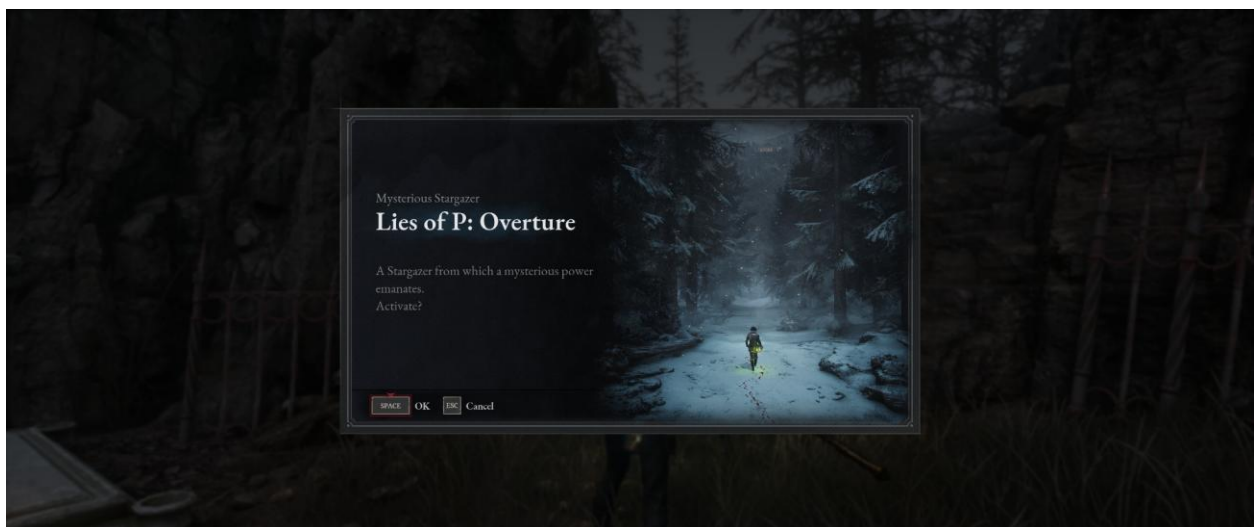 Mysterious Stargazer
Lies of P: Overture
A Stargazer from which a mysterious power
emanates.
Activate?
SPACE OK ESC Cancel